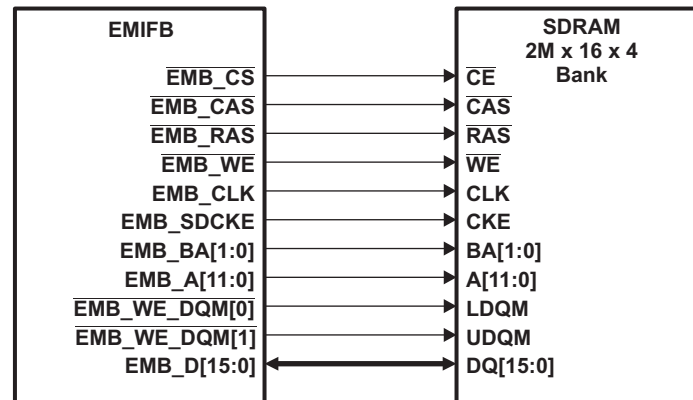 EMIFB
EMB_CS
EMB_CAS
EMB_RAS
EMB_WE
EMB_CLK
EMB_SDCKE
EMB_BA[1:0]
EMB_A[11:0]
EMB_WE_DQM[0]
EMB_WE_DQM[1]
EMB_D[15:0]
SDRAM
2M x 16 x 4
Bank
CE
CAS
RAS
WE
CLK
CKE
BA[1:0]
A[11:0]
LDQM
UDQM
DQ[15:0]